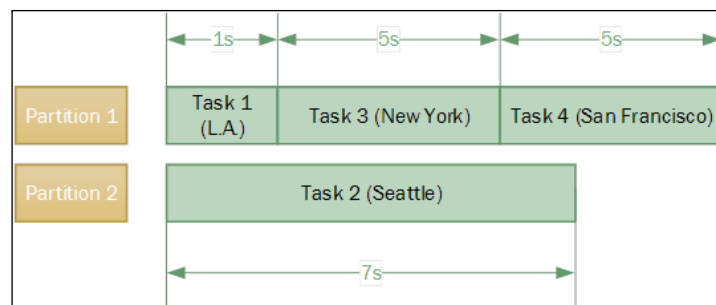 1s
5s
5s
Partition 1
Task 1
(L.A.)
Task 3 (New York)
Task 4 (San Francisco)
Partition 2
Task 2 (Seattle)
7s